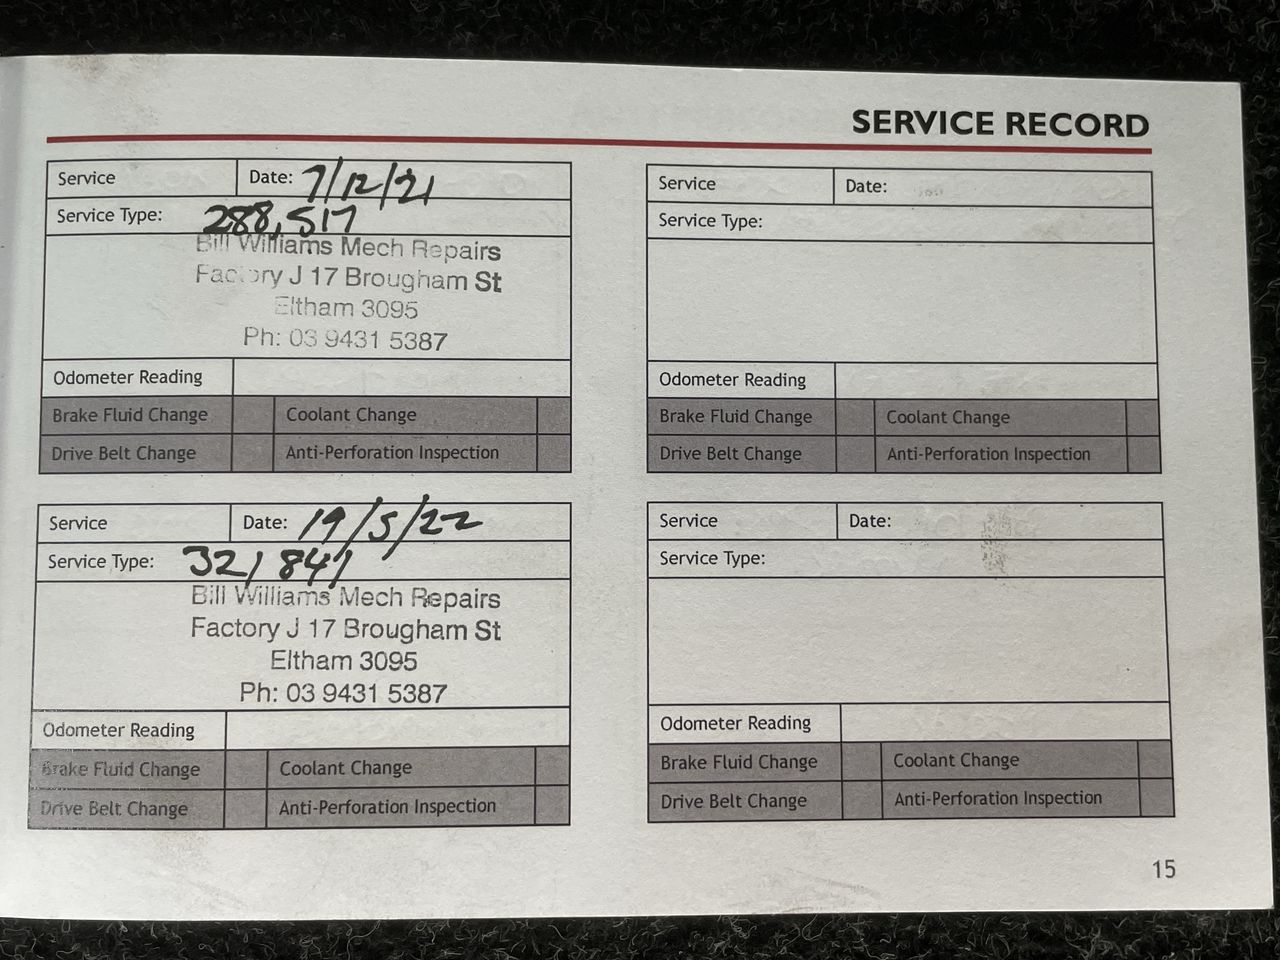 SERVICE RECORD
Service Date: 7/12/21
Service Type: 288,517
Bill Williams Mech Repairs
Factory J 17 Brougham St
Eltham 3095
Ph: 03 9431 5387
Odometer Reading
Brake Fluid Change Coolant Change
Drive Belt Change Anti-Perforation Inspection
Service Date: 19/5/22
Service Type: 32,841
Bill Williams Mech Repairs
Factory J 17 Brougham St
Eltham 3095
Ph: 03 9431 5387
Odometer Reading
Brake Fluid Change Coolant Change
Drive Belt Change Anti-Perforation Inspection
Service Date:
Service Type:
Odometer Reading
Brake Fluid Change Coolant Change
Drive Belt Change Anti-Perforation Inspection
Service Date:
Service Type:
Odometer Reading
Brake Fluid Change Coolant Change
Drive Belt Change Anti-Perforation Inspection
15